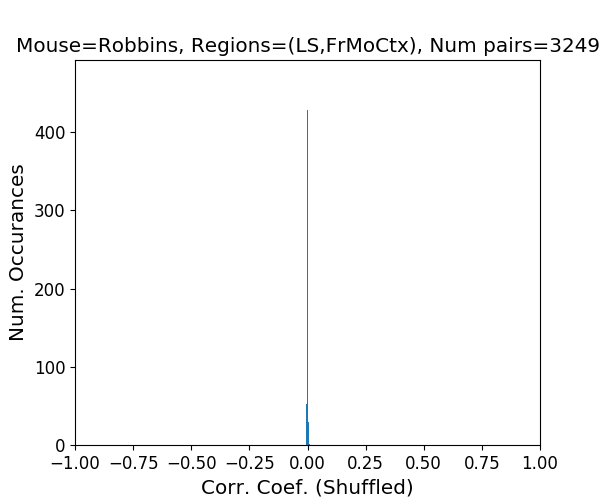 Mouse=Robbins, Regions=(LS,FrMoCtx), Num pairs=3249
Num. Occurances
400
300
200
100
0
−1.00 −0.75 −0.50 −0.25 0.00 0.25 0.50 0.75 1.00
Corr. Coef. (Shuffled)